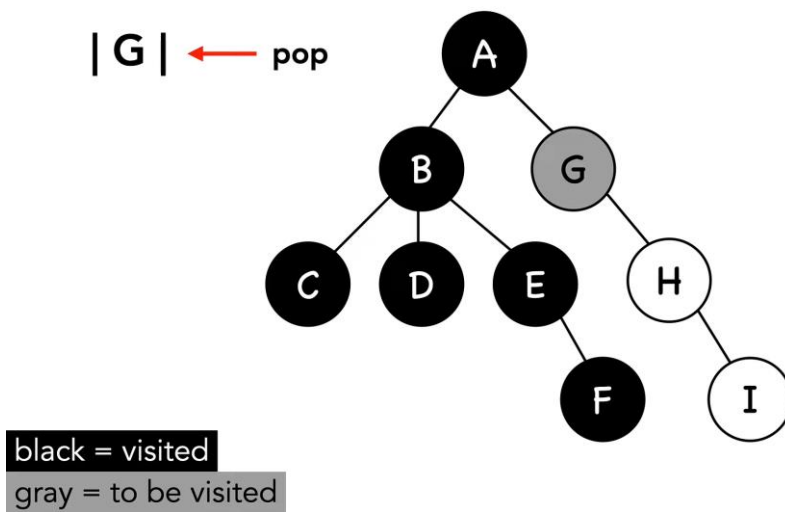 | G | pop
A
B
G
C
D
E
H
F
I
black = visited
gray = to be visited